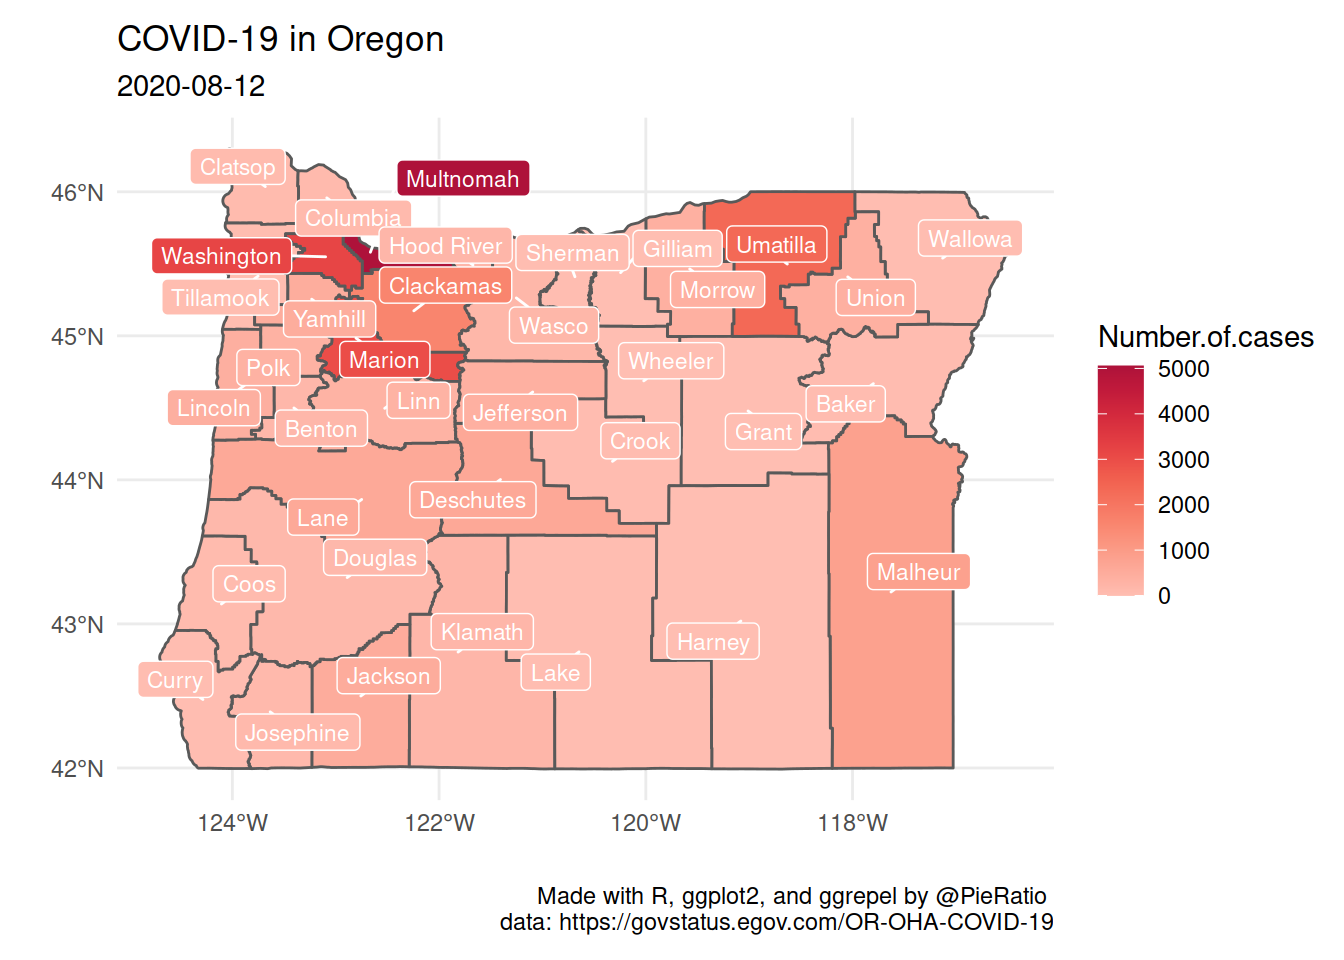 COVID-19 in Oregon
2020-08-12
46°N
45°N
44°N
43°N
42°N
124°W
122°W
120°W
118°W
Clatsop
Multnomah
Columbia
Washington
Hood River
Sherman
Gilliam
Umatilla
Wallowa
Tillamook
Clackamas
Morrow
Union
Yamhill
Wasco
Marion
Polk
Wheeler
Lincoln
Linn
Jefferson
Baker
Benton
Crook
Grant
Deschutes
Lane
Douglas
Coos
Malheur
Klamath
Harney
Curry
Jackson
Lake
Josephine
Number.of.cases
5000
4000
3000
2000
1000
0
Made with R, ggplot2, and ggrepel by @PieRatio
data: https://govstatus.egov.com/OR-OHA-COVID-19